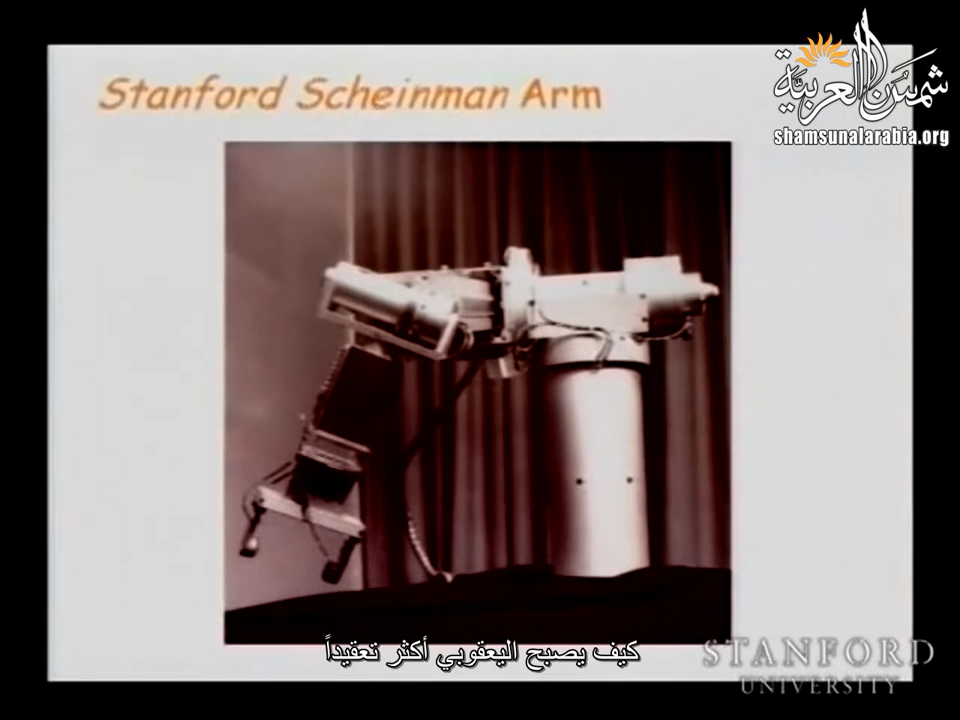 Stanford Scheinman Arm
شمس العربية
shamsunalarabia.org
كيف يصبح اليعقوبي أكثر تعقيداً
STANFORD
UNIVERSITY